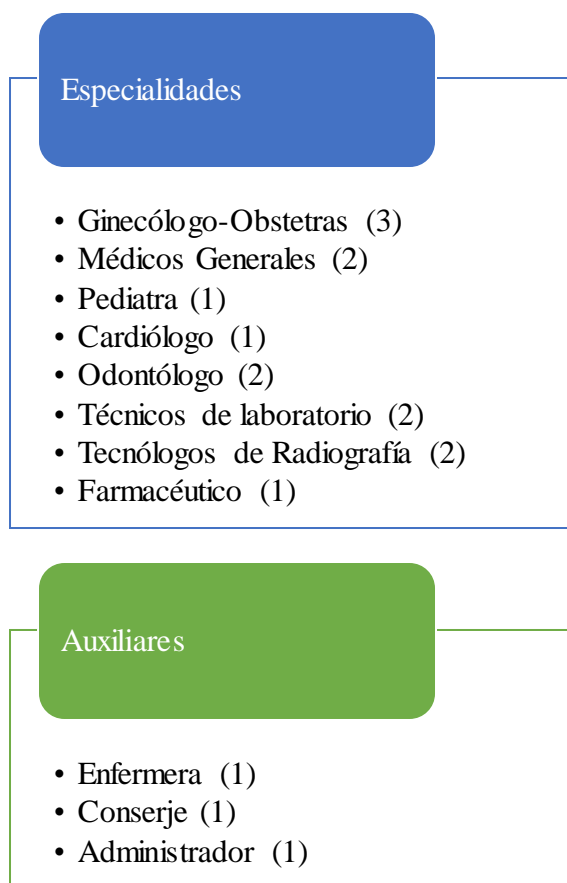 Especialidades
• Ginecólogo-Obstetras (3)
• Médicos Generales (2)
• Pediatra (1)
• Cardiólogo (1)
• Odontólogo (2)
• Técnicos de laboratorio (2)
• Tecnólogos de Radiografía (2)
• Farmacéutico (1)
Auxiliares
• Enfermera (1)
• Conserje (1)
• Administrador (1)